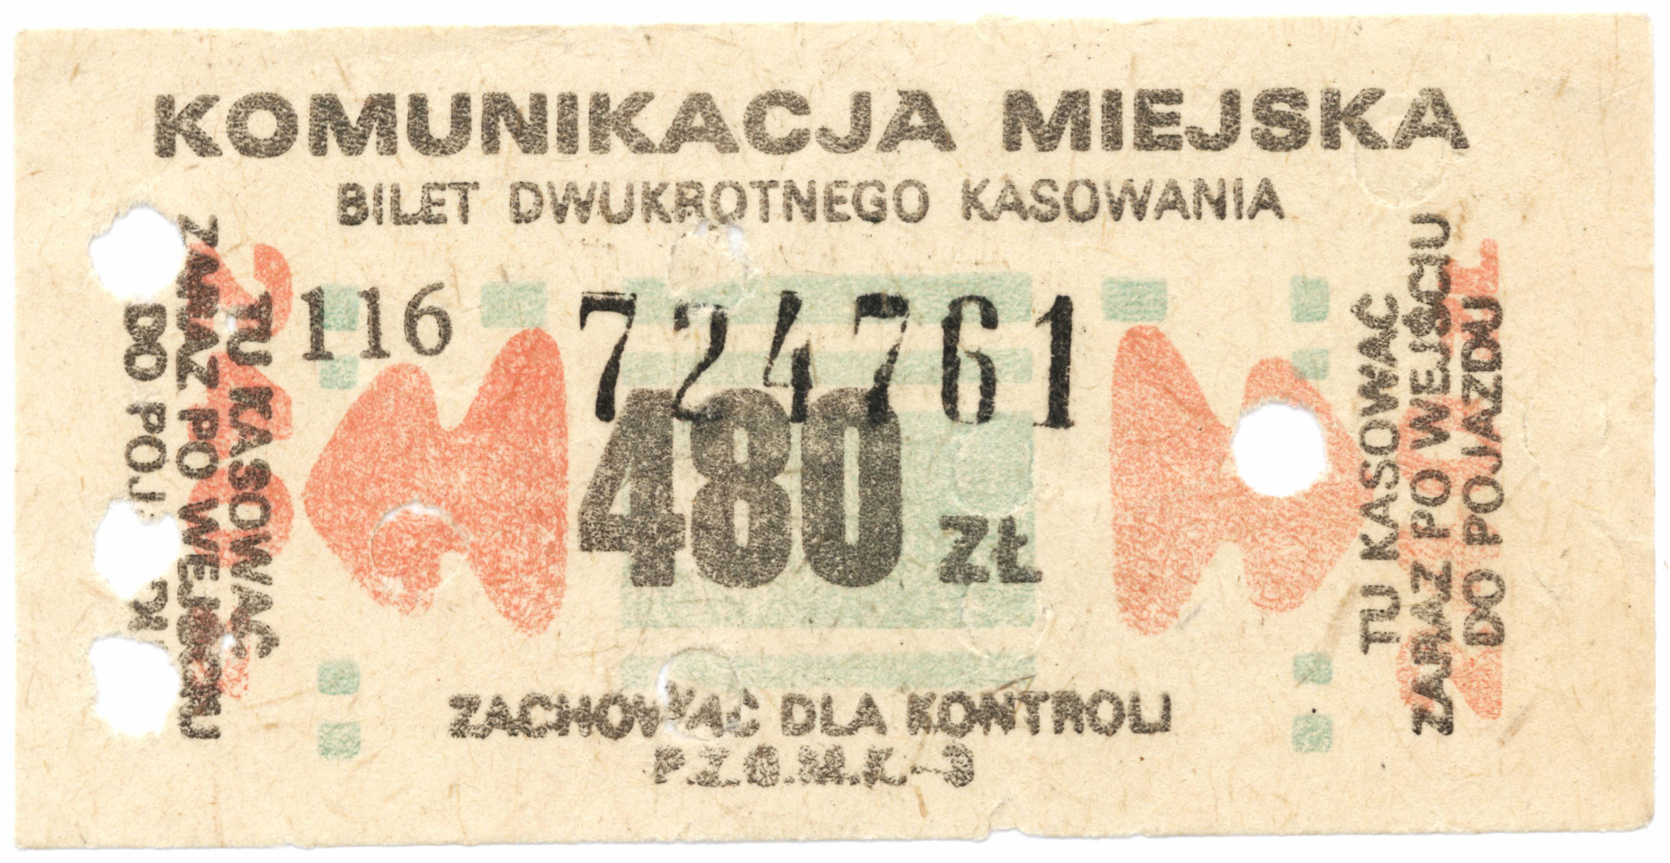 KOMUNIKACJA MIEJSKA
BILET DWUKROTNEGO KASOWANIA
116 724761
480 ZŁ
TU KASOWAĆ
ZARAZ PO WEJŚCIU
DO POJ
TU KASOWAĆ
ZARAZ PO WEJŚCIU
DO POJAZDU
ZACHOWAĆ DLA KONTROLI